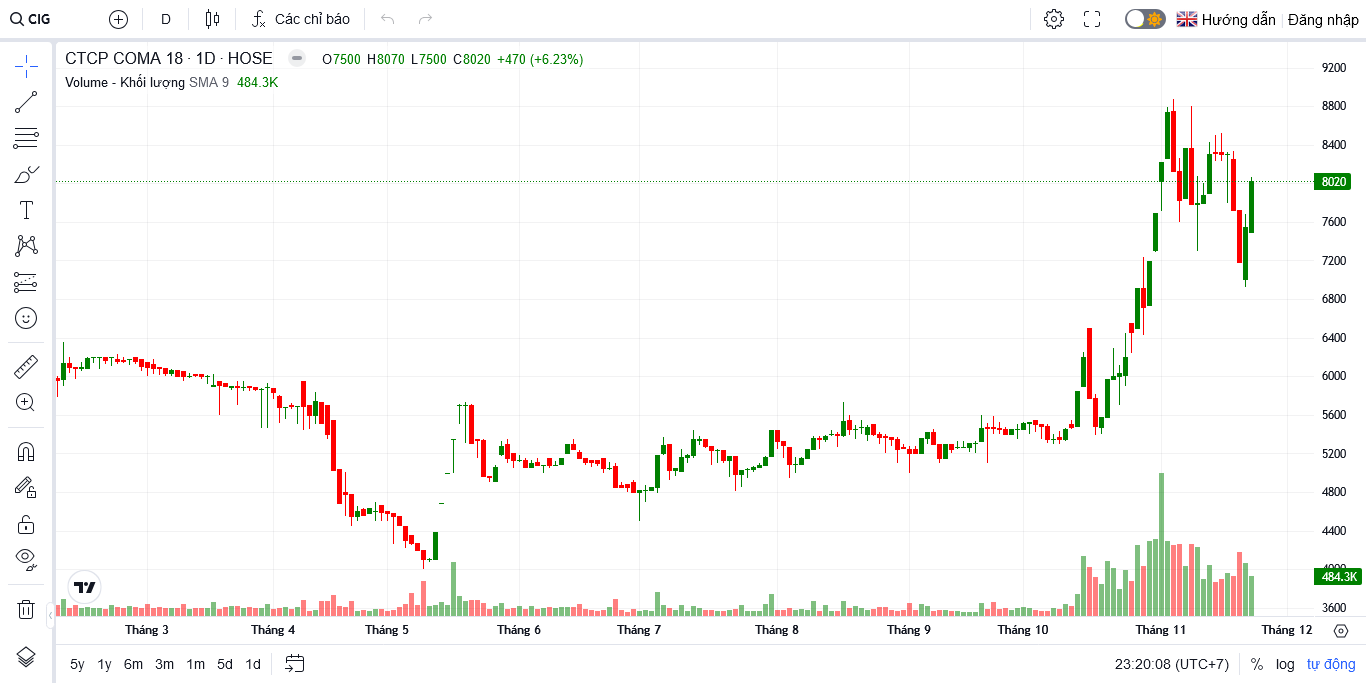 CIG D Các chỉ báo Hướng dẫn Đăng nhập
CTCP COMA 18 · 1D · HOSE O7500 H8070 L7500 C8020 +470 (+6.23%)
Volume - Khối lượng SMA 9 484.3K
9200
8800
8400
8020
7600
7200
6800
6400
6000
5600
5200
4800
4400
4000
484.3K
3600
Tháng 3 Tháng 4 Tháng 5 Tháng 6 Tháng 7 Tháng 8 Tháng 9 Tháng 10 Tháng 11 Tháng 12
5y 1y 6m 3m 1m 5d 1d 23:20:08 (UTC+7) % log tự động